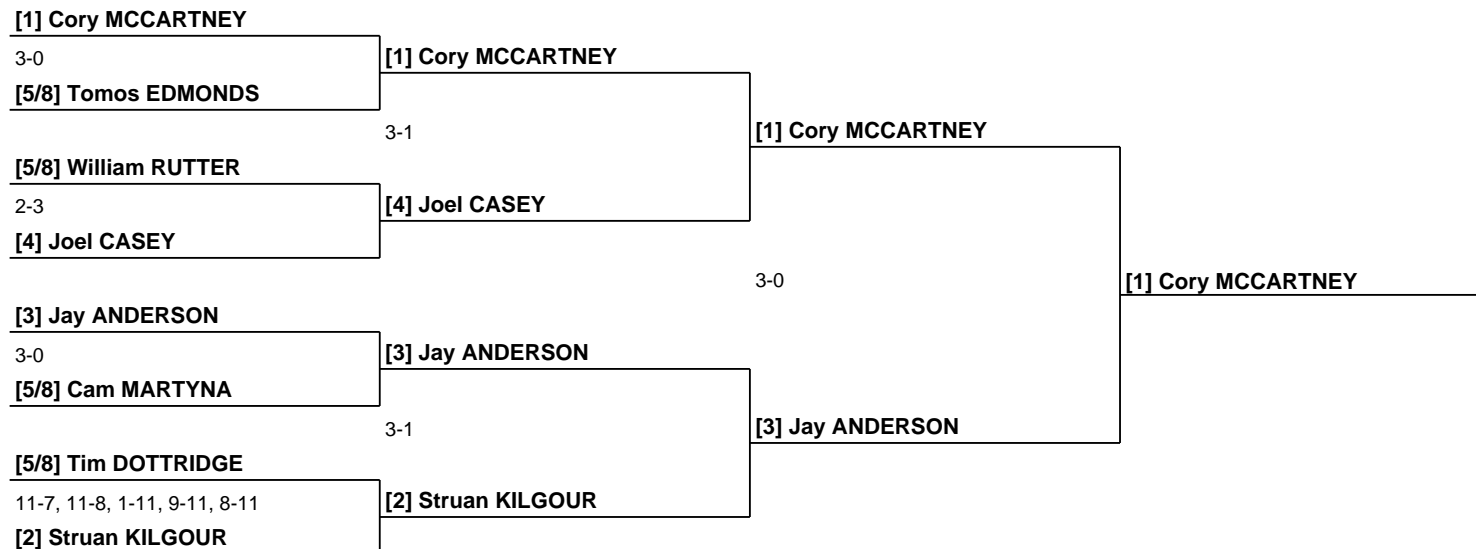 [1] Cory MCCARTNEY
3-0
[5/8] Tomos EDMONDS
[1] Cory MCCARTNEY
3-1
[5/8] William RUTTER
2-3
[4] Joel CASEY
[4] Joel CASEY
[1] Cory MCCARTNEY
3-0
[1] Cory MCCARTNEY
[3] Jay ANDERSON
3-0
[5/8] Cam MARTYNA
[3] Jay ANDERSON
3-1
[5/8] Tim DOTTRIDGE
11-7, 11-8, 1-11, 9-11, 8-11
[2] Struan KILGOUR
[2] Struan KILGOUR
[3] Jay ANDERSON